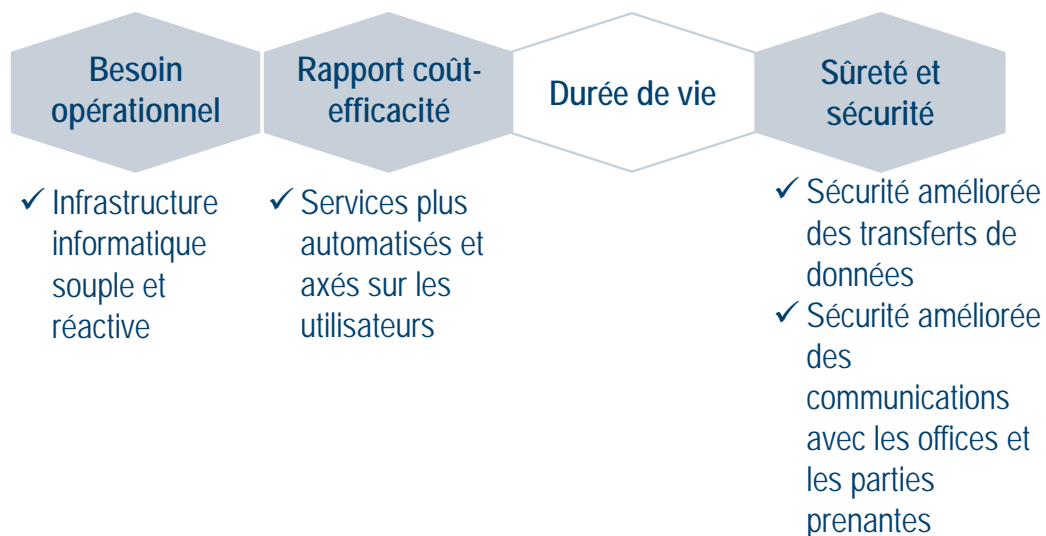 Besoin
opérationnel
Rapport coût-
efficacité
Durée de vie
Sûreté et
sécurité
✓ Infrastructure
informatique
souple et
réactive
✓ Services plus
automatisés et
axés sur les
utilisateurs
✓ Sécurité améliorée
des transferts de
données
✓ Sécurité améliorée
des
communications
avec les offices et
les parties
prenantes